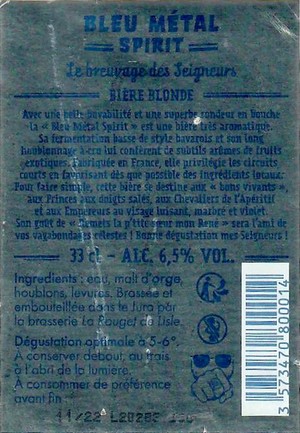 BLEU MÉTAL
SPIRIT
Le breuvage des Seigneurs
BIÈRE BLONDE
Avec une belle buvabilité et une superbe rondeur en bouche
la « Bleu Métal Spirit » est une bière très aromatique.
Sa fermentation basse de style bavarois et son long
houblonnage à cru lui confèrent de subtils arômes de fruits
exotiques. Fabriquée en France, elle privilégie les circuits
courts en favorisant dès que possible des ingrédients locaux.
Pour faire simple, cette bière se destine aux « bons vivants »,
aux Princes aux doigts salés, aux Chevaliers de l'Apéritif
et aux Empereurs au visage luisant, marbré et violet.
Son goût de « Remets la p'tite sœur mon René » sera l'ami de
vos vagabondages célestes ! Bonne dégustation mes Seigneurs !
33 cl - ALC. 6,5% VOL.
Ingrédients : eau, malt d'orge,
houblons, levures. Brassée et
embouteillée dans le Jura par
la brasserie La Rouget de Lisle.
Dégustation optimale à 5-6°.
A conserver debout, au frais
à l'abri de la lumière.
A consommer de préférence
avant fin :
11/22
3 573470 800014